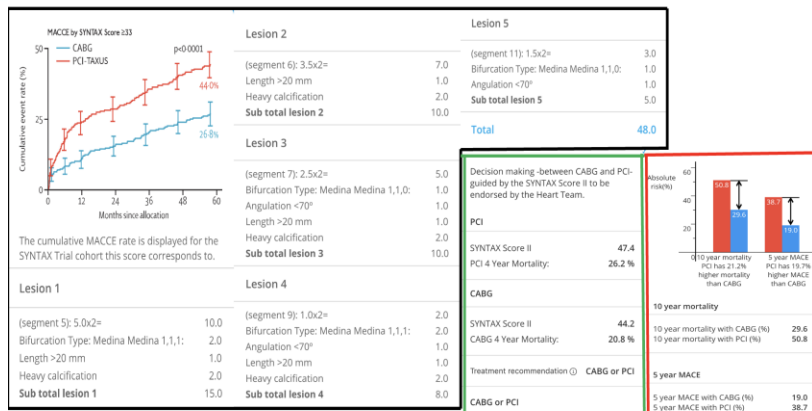 MACCE by SYNTAX Score ≥33
p<0·0001
CABG
PCI-TAXUS
50
25
0
44·0%
26·8%
Cumulative event rate (%)
0 12 24 36 48 60
Months since allocation
The cumulative MACCE rate is displayed for the
SYNTAX Trial cohort this score corresponds to.
Lesion 1
(segment 5): 5.0x2= 10.0
Bifurcation Type: Medina Medina 1,1,1: 2.0
Length >20 mm 1.0
Heavy calcification 2.0
Sub total lesion 1 15.0
Lesion 2
(segment 6): 3.5x2= 7.0
Length >20 mm 1.0
Heavy calcification 2.0
Sub total lesion 2 10.0
Lesion 3
(segment 7): 2.5x2= 5.0
Bifurcation Type: Medina Medina 1,1,0: 1.0
Angulation <70º 1.0
Length >20 mm 1.0
Heavy calcification 2.0
Sub total lesion 3 10.0
Lesion 4
(segment 9): 1.0x2= 2.0
Bifurcation Type: Medina Medina 1,1,1: 2.0
Angulation <70º 1.0
Length >20 mm 1.0
Heavy calcification 2.0
Sub total lesion 4 8.0
Lesion 5
(segment 11): 1.5x2= 3.0
Bifurcation Type: Medina Medina 1,1,0: 1.0
Angulation <70º 1.0
Sub total lesion 5 5.0
Total 48.0
Decision making -between CABG and PCI-
guided by the SYNTAX Score II to be
endorsed by the Heart Team.
PCI
SYNTAX Score II 47.4
PCI 4 Year Mortality: 26.2 %
CABG
SYNTAX Score II 44.2
CABG 4 Year Mortality: 20.8 %
Treatment recommendation ⓘ CABG or PCI
CABG or PCI
Absolute
risk(%)
60
40
20
0
50.8
29.6
38.7
19.0
10 year mortality
PCI has 21.2%
higher mortality
than CABG
5 year MACE
PCI has 19.7%
higher MACE
than CABG
10 year mortality
10 year mortality with CABG (%) 29.6
10 year mortality with PCI (%) 50.8
5 year MACE
5 year MACE with CABG (%) 19.0
5 year MACE with PCI (%) 38.7